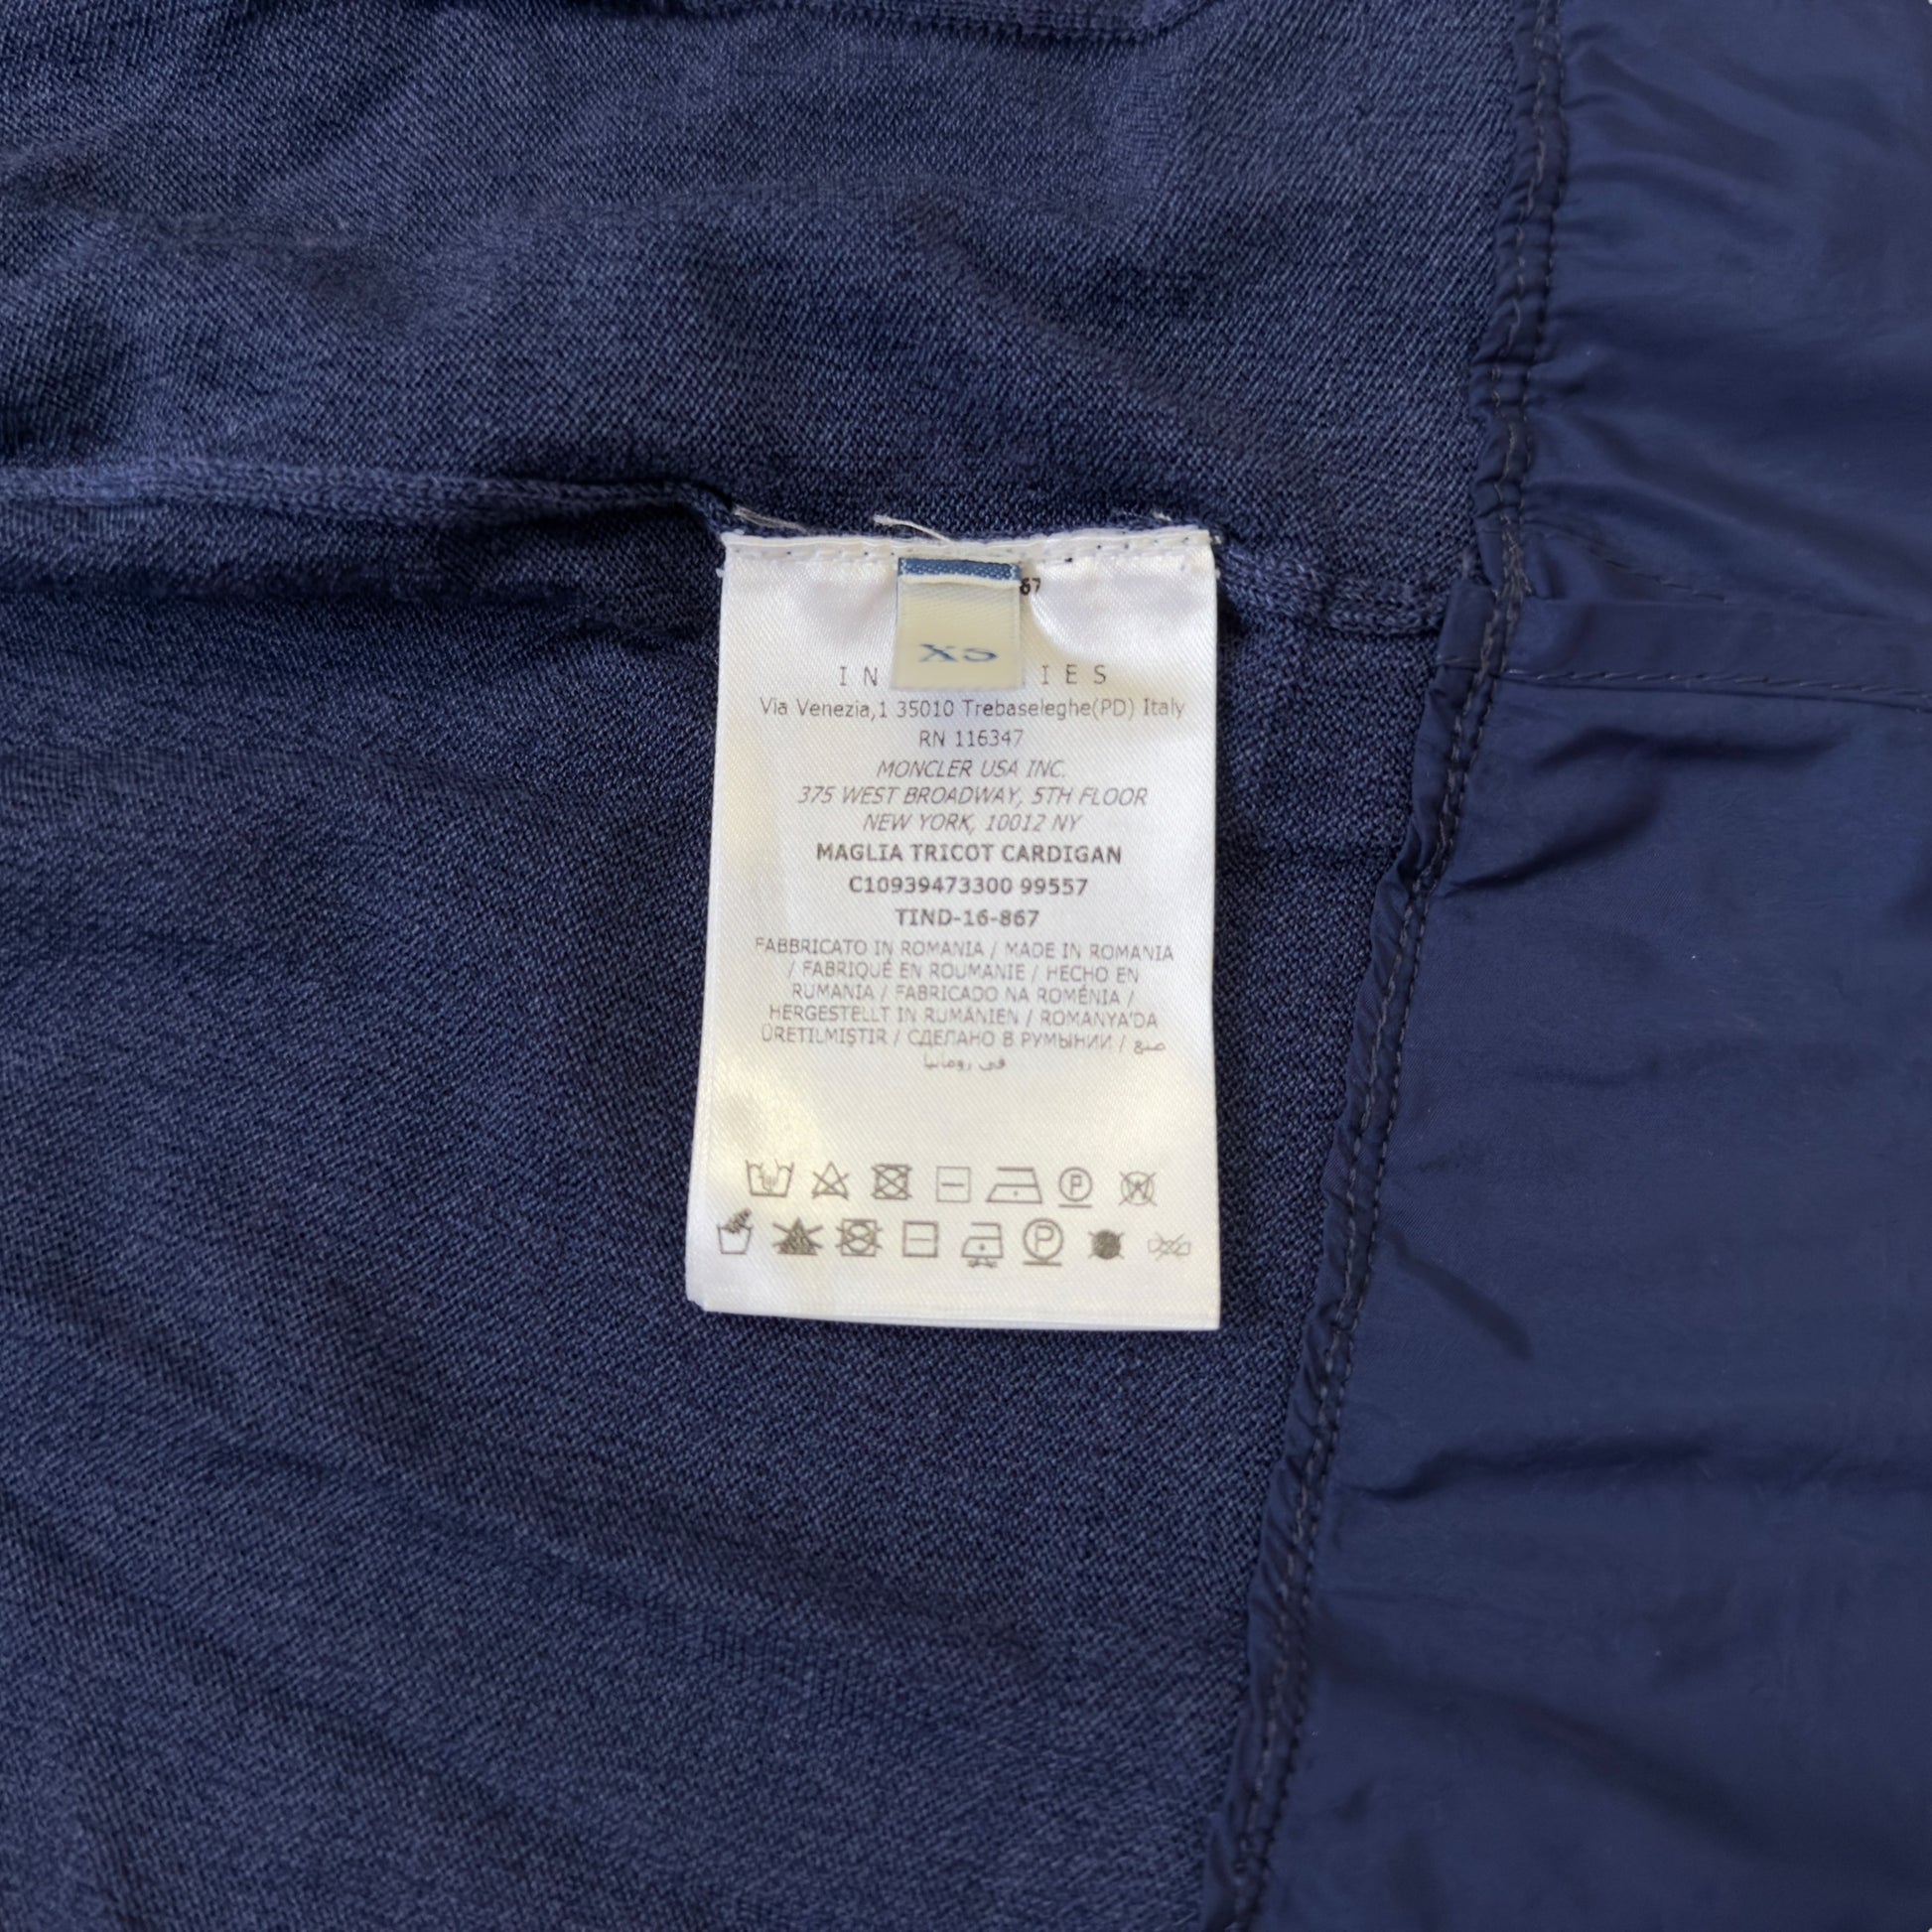 67
XS
IN IES
Via Venezia,1 35010 Trebaseleghe(PD) Italy
RN 116347
MONCLER USA INC.
375 WEST BROADWAY, 5TH FLOOR
NEW YORK, 10012 NY
MAGLIA TRICOT CARDIGAN
C10939473300 99557
TIND-16-867
FABBRICATO IN ROMANIA / MADE IN ROMANIA
/ FABRIQUÉ EN ROUMANIE / HECHO EN
RUMANIA / FABRICADO NA ROMÉNIA /
HERGESTELLT IN RUMÄNIEN / ROMANYA'DA
ÜRETILMIŞTIR / СДЕЛАНО В РУМЫНИИ / صنع
في رومانيا
P
P